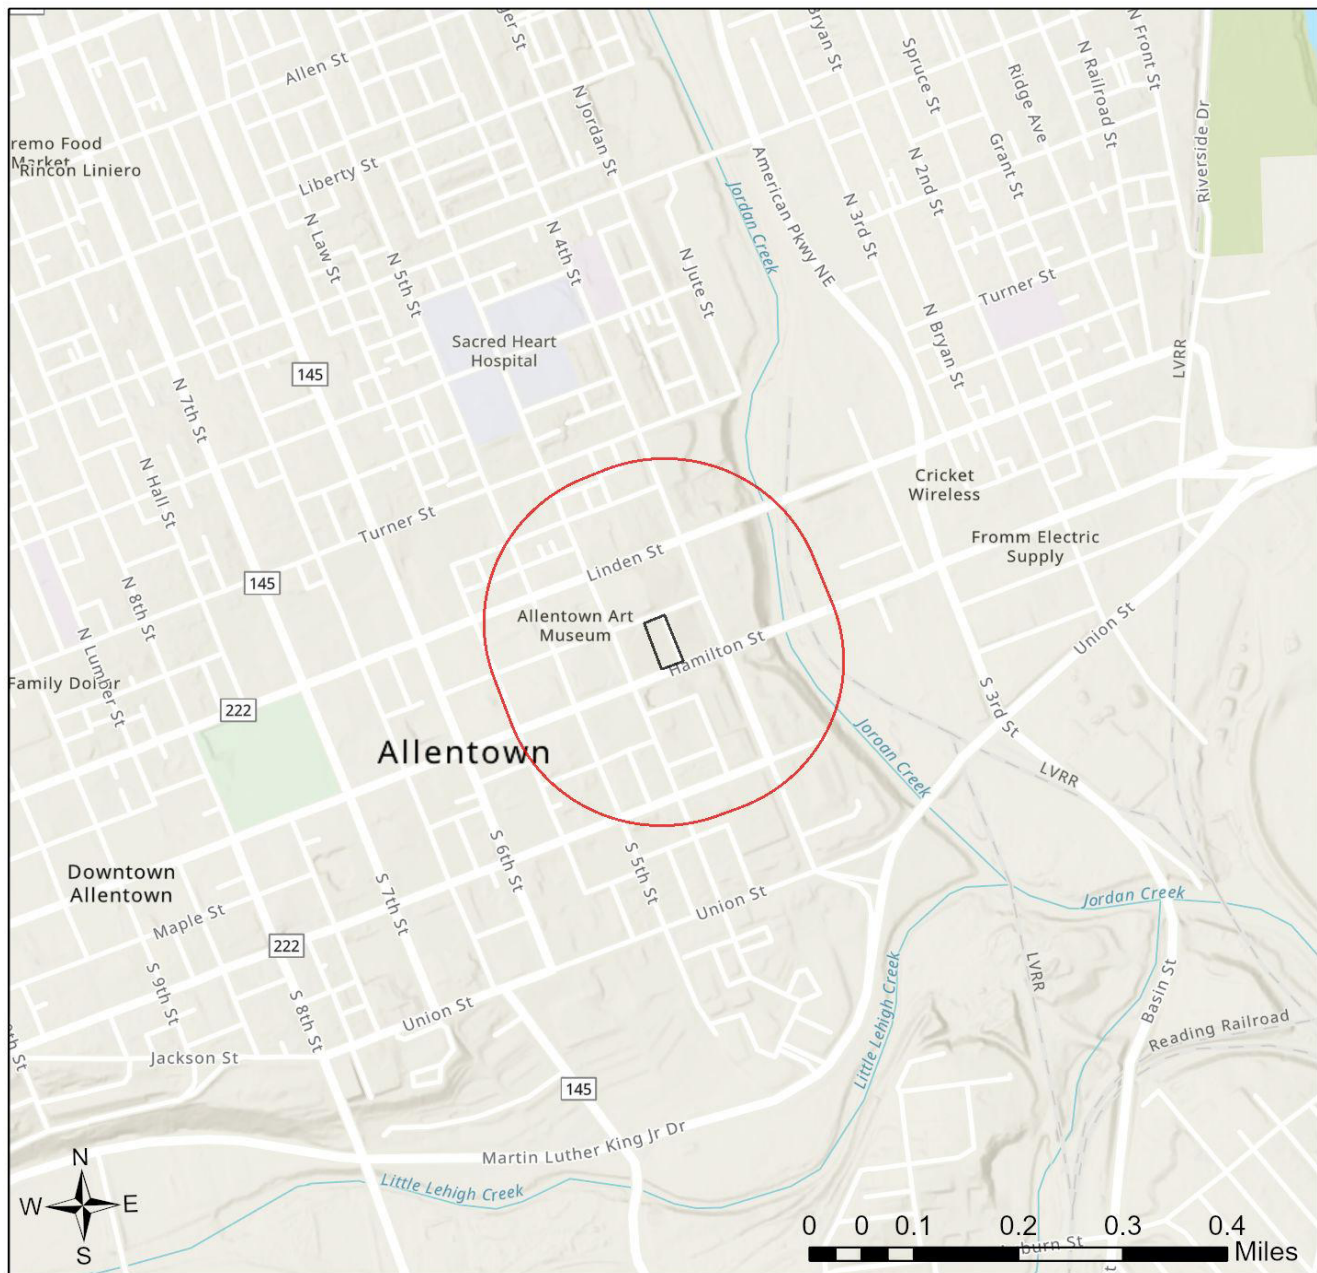 Allen St
N Jordan St
Bryan St
Spruce St
Ridge Ave
N Railroad St
N Front St
Riverside Dr
remo Food
Market
Rincon Liniero
Liberty St
N Law St
N 5th St
N 4th St
N Jute St
Jordan Creek
American Pkwy NE
N 3rd St
N 2nd St
Grant St
Turner St
N Bryan St
LVRR
Sacred Heart
Hospital
145
N 7th St
N Hall St
Turner St
Cricket
Wireless
Fromm Electric
Supply
145
Linden St
Allentown Art
Museum
Hamilton St
Union St
N 8th St
N Lumber St
Family Dollar
222
S 3rd St
Allentown
Joroan Creek
LVRR
Downtown
Allentown
Maple St
S 6th St
S 5th St
S 7th St
Union St
Jordan Creek
222
S 9th St
S 8th St
Union St
Little Lehigh Creek
LVRR
Basin St
Reading Railroad
Jackson St
145
Martin Luther King Jr Dr
Little Lehigh Creek
N
W
E
S
0 0 0.1 0.2 0.3 0.4
Miles
burn St